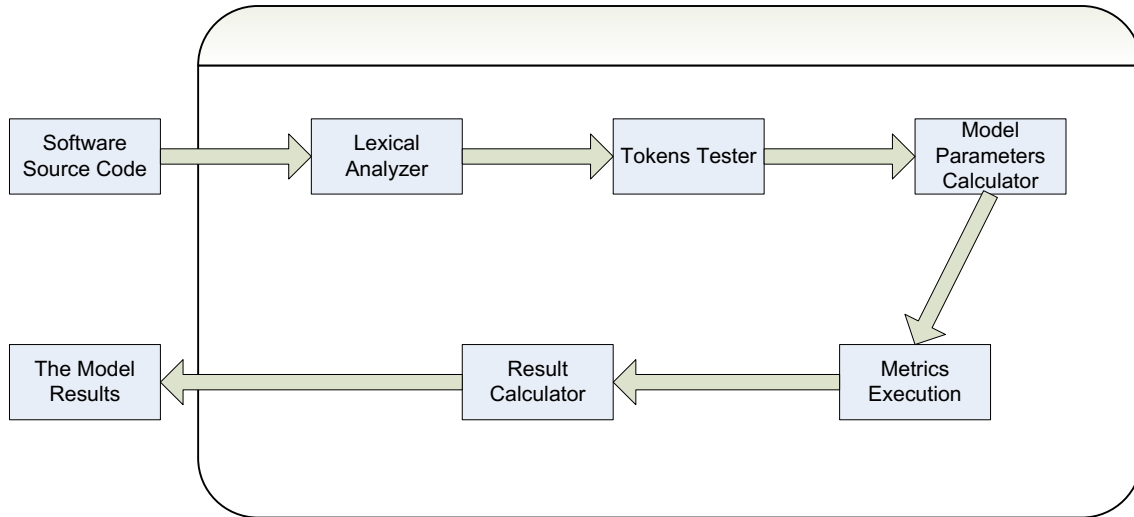 Software
Source Code
Lexical
Analyzer
Tokens Tester
Model
Parameters
Calculator
The Model
Results
Result
Calculator
Metrics
Execution